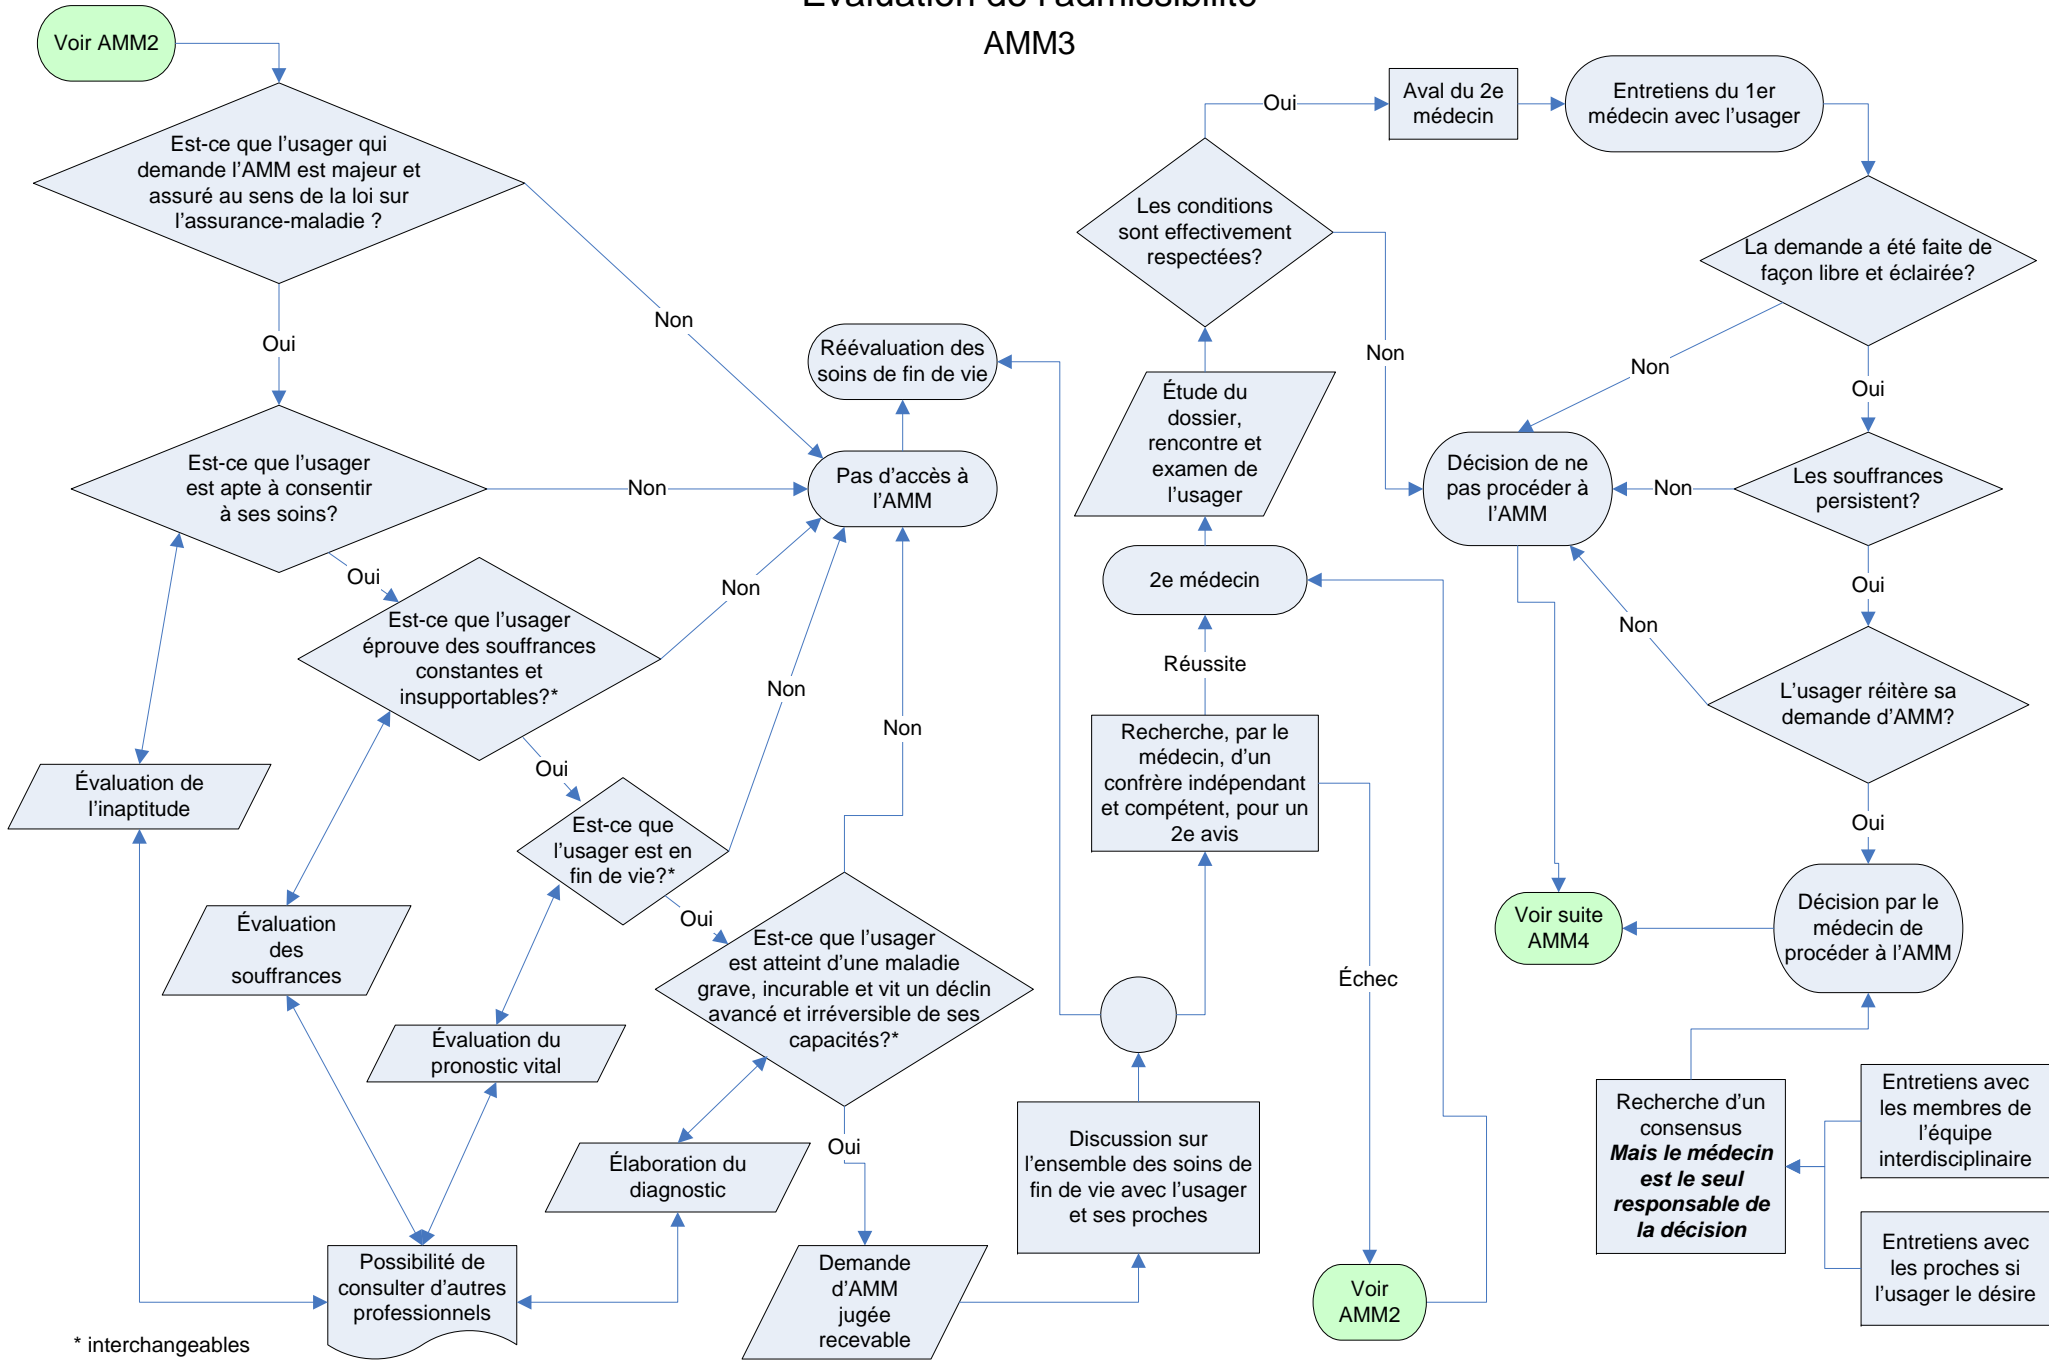 Évaluation de l'admissibilité
AMM3
Voir AMM2
Est-ce que l'usager qui
demande l'AMM est majeur et
assuré au sens de la loi sur
l'assurance-maladie ?
Non
Oui
Est-ce que l'usager
est apte à consentir
à ses soins?
Non
Oui
Est-ce que l'usager
éprouve des souffrances
constantes et
insupportables?*
Non
Oui
Est-ce que
l'usager est en
fin de vie?*
Non
Oui
Est-ce que l'usager
est atteint d'une maladie
grave, incurable et vit un déclin
avancé et irréversible de ses
capacités?*
Non
Oui
Réévaluation des
soins de fin de vie
Pas d'accès à
l'AMM
Évaluation de
l'inaptitude
Évaluation
des
souffrances
Évaluation du
pronostic vital
Élaboration du
diagnostic
Possibilité de
consulter d'autres
professionnels
* interchangeables
Demande
d'AMM
jugée
recevable
Discussion sur
l'ensemble des soins de
fin de vie avec l'usager
et ses proches
Recherche, par le
médecin, d'un
confrère indépendant
et compétent, pour un
2e avis
Réussite
Échec
Voir
AMM2
2e médecin
Étude du
dossier,
rencontre et
examen de
l'usager
Les conditions
sont effectivement
respectées?
Oui
Non
Aval du 2e
médecin
Entretiens du 1er
médecin avec l'usager
La demande a été faite de
façon libre et éclairée?
Non
Oui
Les souffrances
persistent?
Non
Oui
L'usager réitère sa
demande d'AMM?
Non
Oui
Décision de ne
pas procéder à
l'AMM
Décision par le
médecin de
procéder à l'AMM
Voir suite
AMM4
Recherche d'un
consensus
Mais le médecin
est le seul
responsable de
la décision
Entretiens avec
les membres de
l'équipe
interdisciplinaire
Entretiens avec
les proches si
l'usager le désire